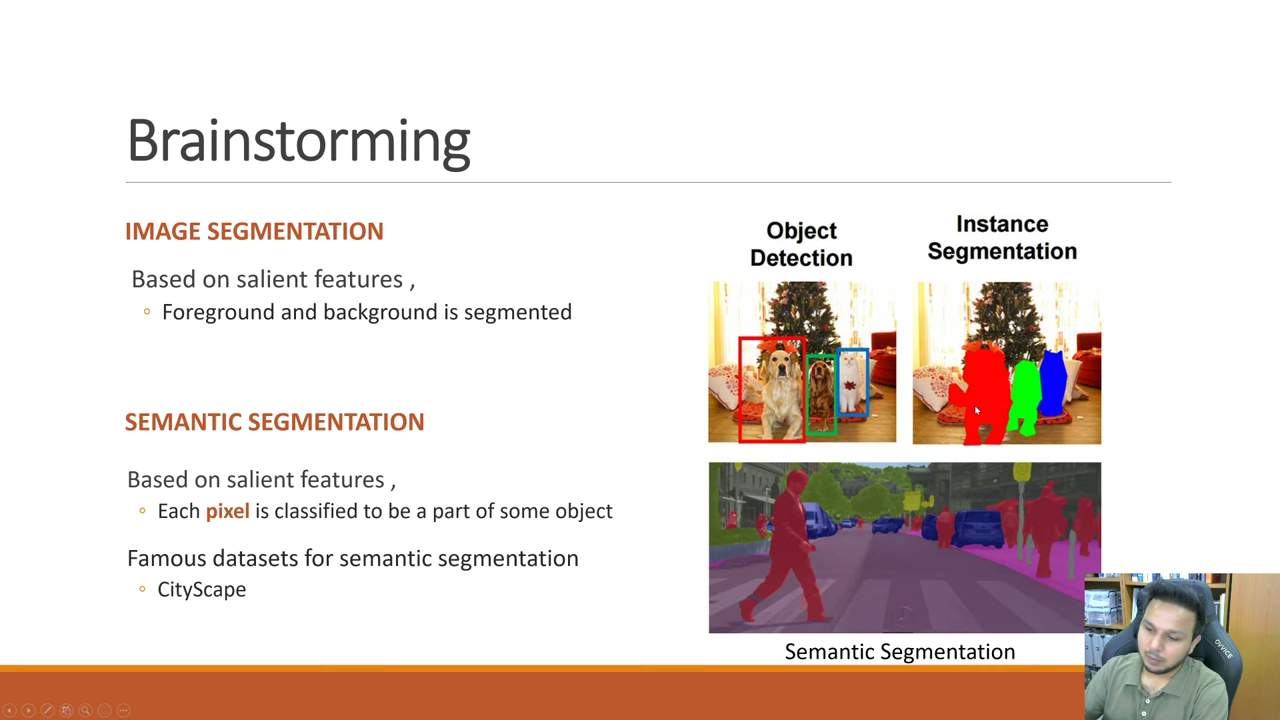 Brainstorming
IMAGE SEGMENTATION
Based on salient features ,
Foreground and background is segmented
SEMANTIC SEGMENTATION
Based on salient features ,
Each pixel is classified to be a part of some object
Famous datasets for semantic segmentation
CityScape
Object
Detection
Instance
Segmentation
Semantic Segmentation
OVVICE